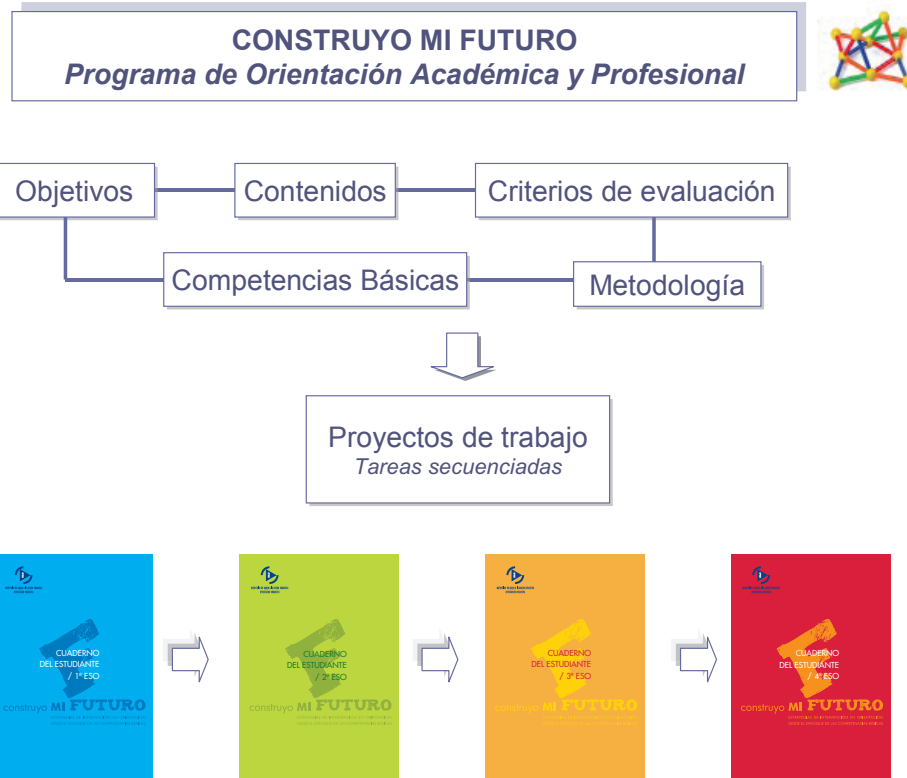 CONSTRUYO MI FUTURO
Programa de Orientación Académica y Profesional
Objetivos
Contenidos
Criterios de evaluación
Competencias Básicas
Metodología
Proyectos de trabajo
Tareas secuenciadas
CUADERNO
DEL ESTUDIANTE
/ 1º ESO
construyo MI FUTURO
CUADERNO
DEL ESTUDIANTE
/ 2º ESO
construyo MI FUTURO
CUADERNO
DEL ESTUDIANTE
/ 3º ESO
construyo MI FUTURO
CUADERNO
DEL ESTUDIANTE
/ 4º ESO
construyo MI FUTURO